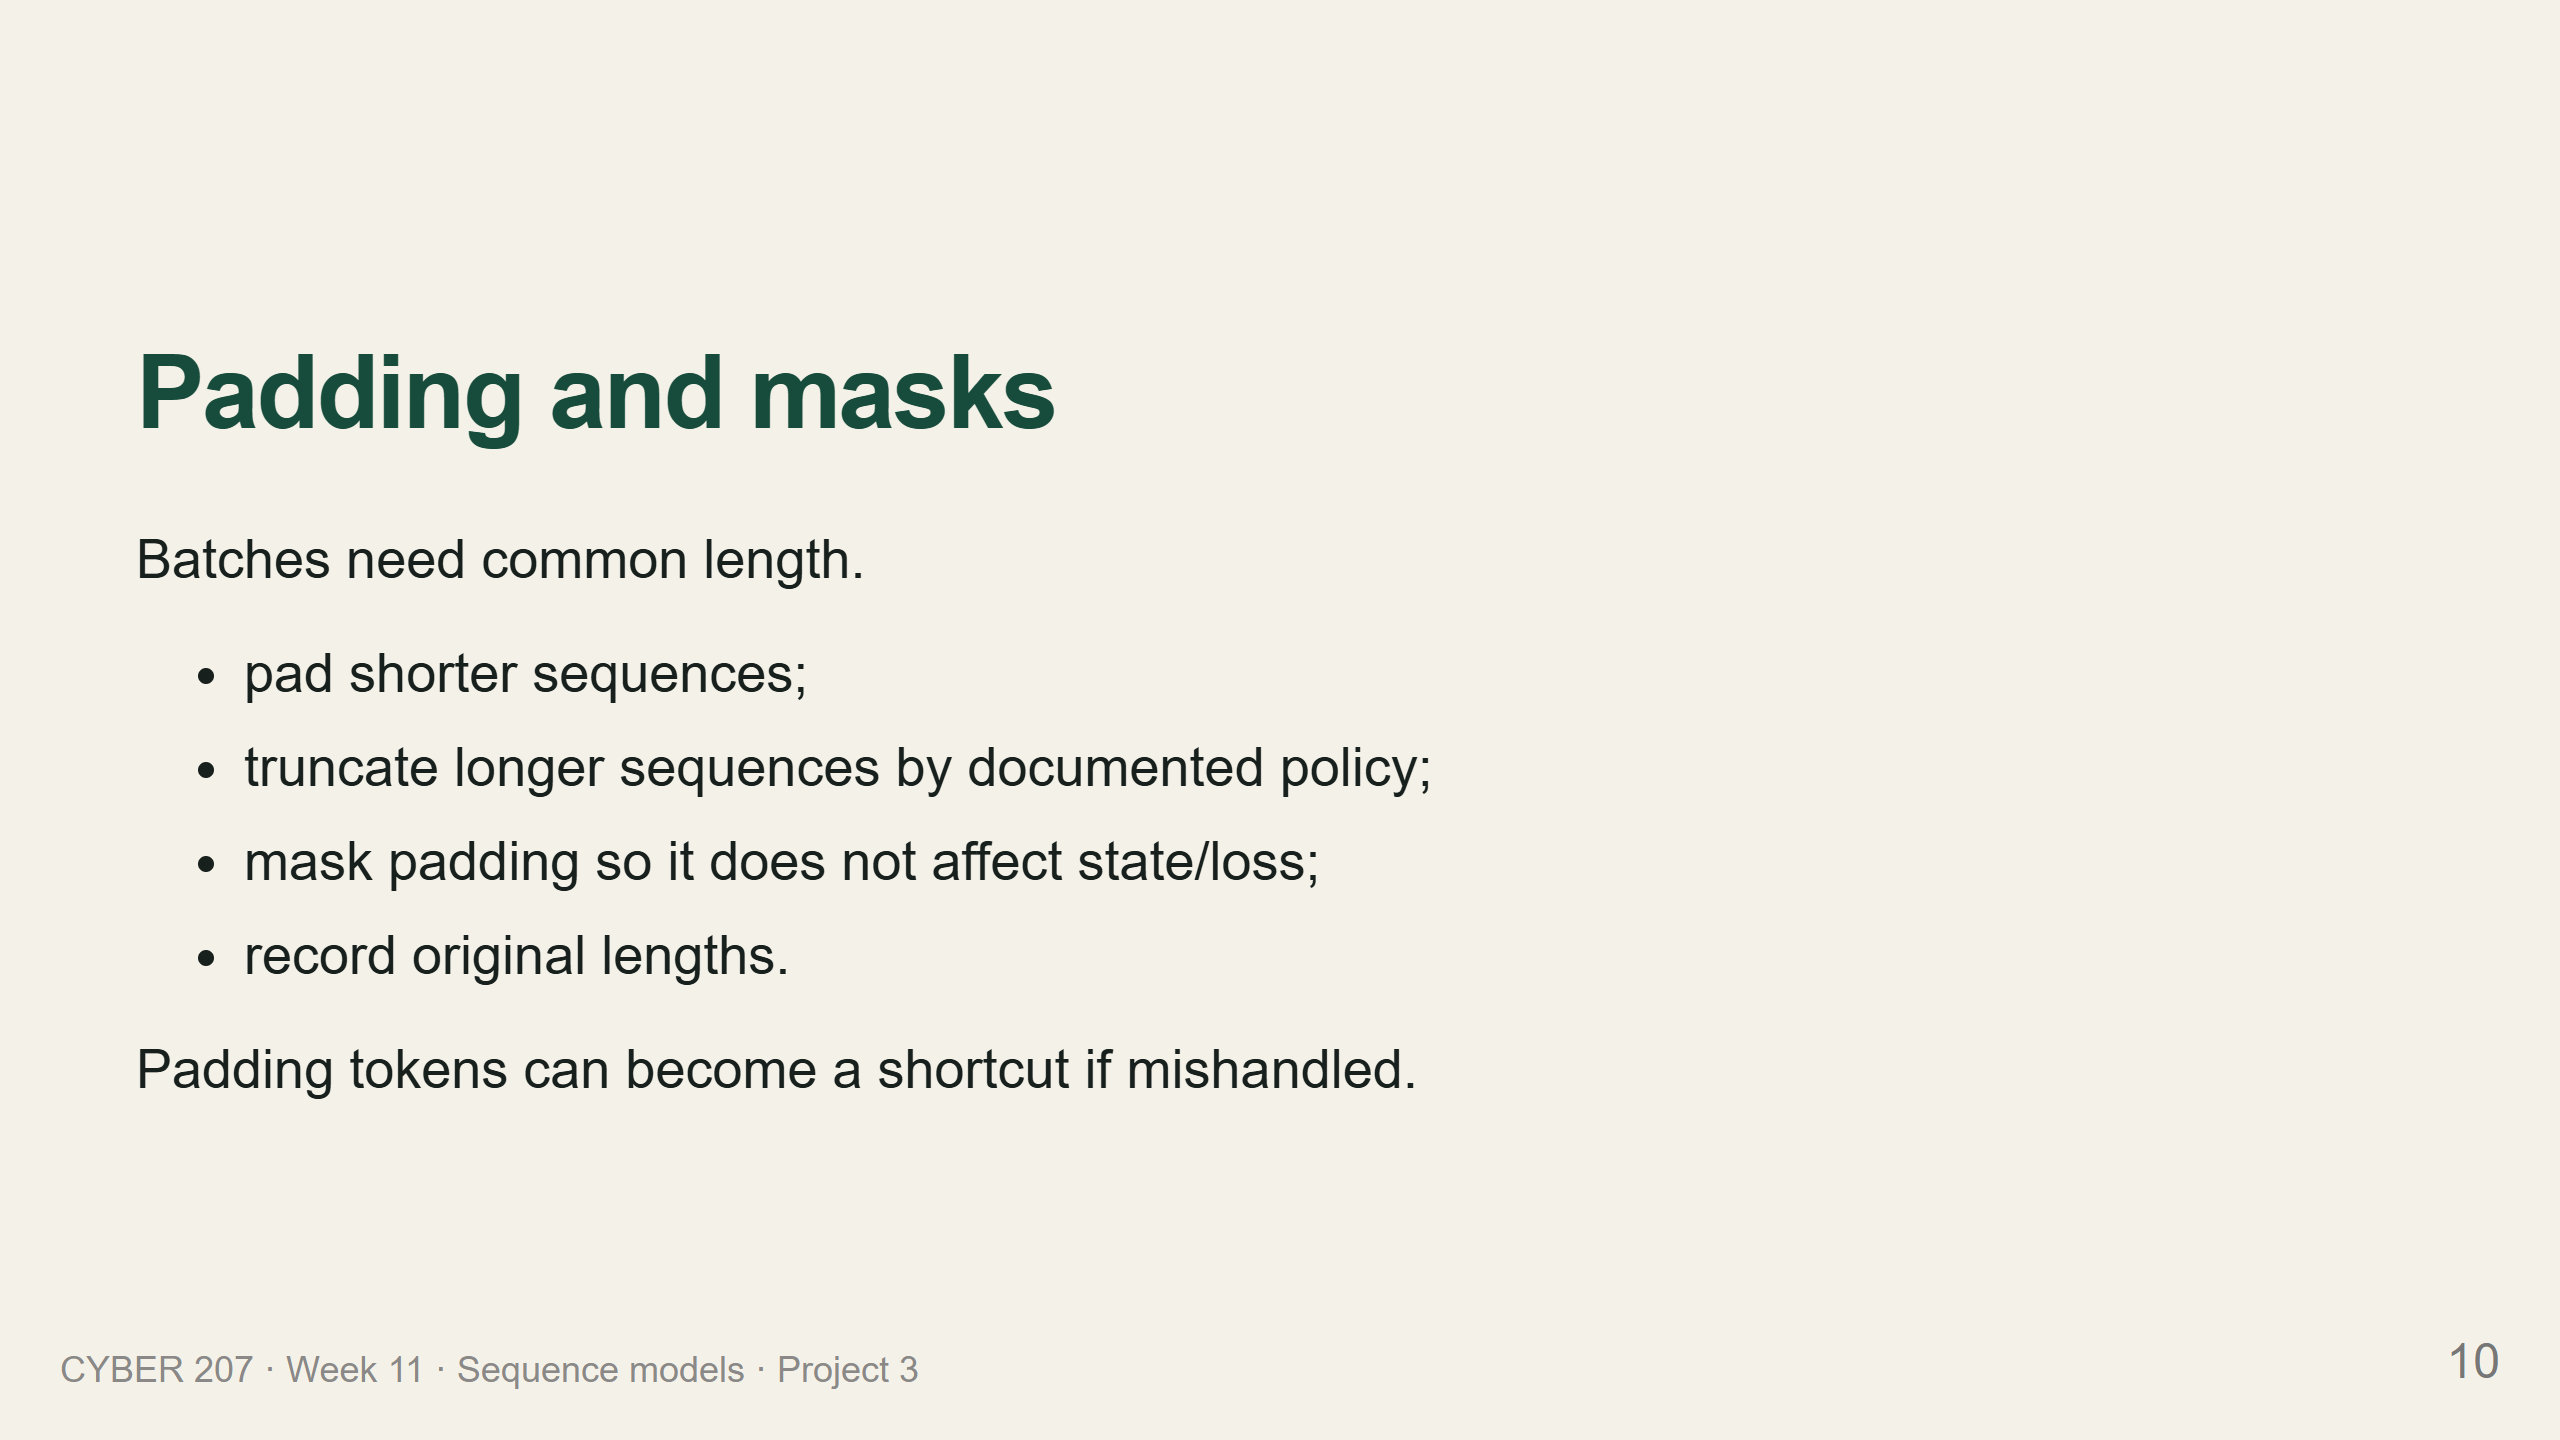 Padding and masks
Batches need common length.
• pad shorter sequences;
• truncate longer sequences by documented policy;
• mask padding so it does not affect state/loss;
• record original lengths.
Padding tokens can become a shortcut if mishandled.
CYBER 207 · Week 11 · Sequence models · Project 3
10